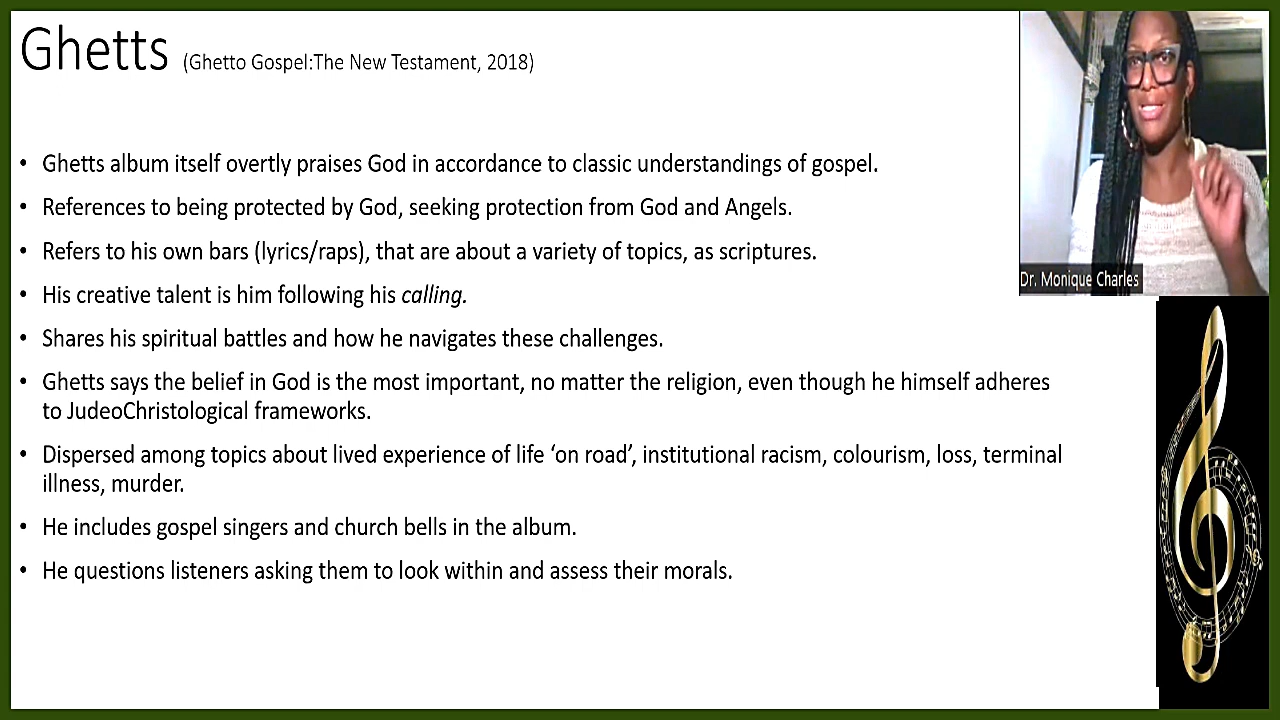 Ghetts (Ghetto Gospel:The New Testament, 2018)
• Ghetts album itself overtly praises God in accordance to classic understandings of gospel.
• References to being protected by God, seeking protection from God and Angels.
• Refers to his own bars (lyrics/raps), that are about a variety of topics, as scriptures.
• His creative talent is him following his calling.
• Shares his spiritual battles and how he navigates these challenges.
• Ghetts says the belief in God is the most important, no matter the religion, even though he himself adheres
to JudeoChristological frameworks.
• Dispersed among topics about lived experience of life ‘on road’, institutional racism, colourism, loss, terminal
illness, murder.
• He includes gospel singers and church bells in the album.
• He questions listeners asking them to look within and assess their morals.
Dr. Monique Charles